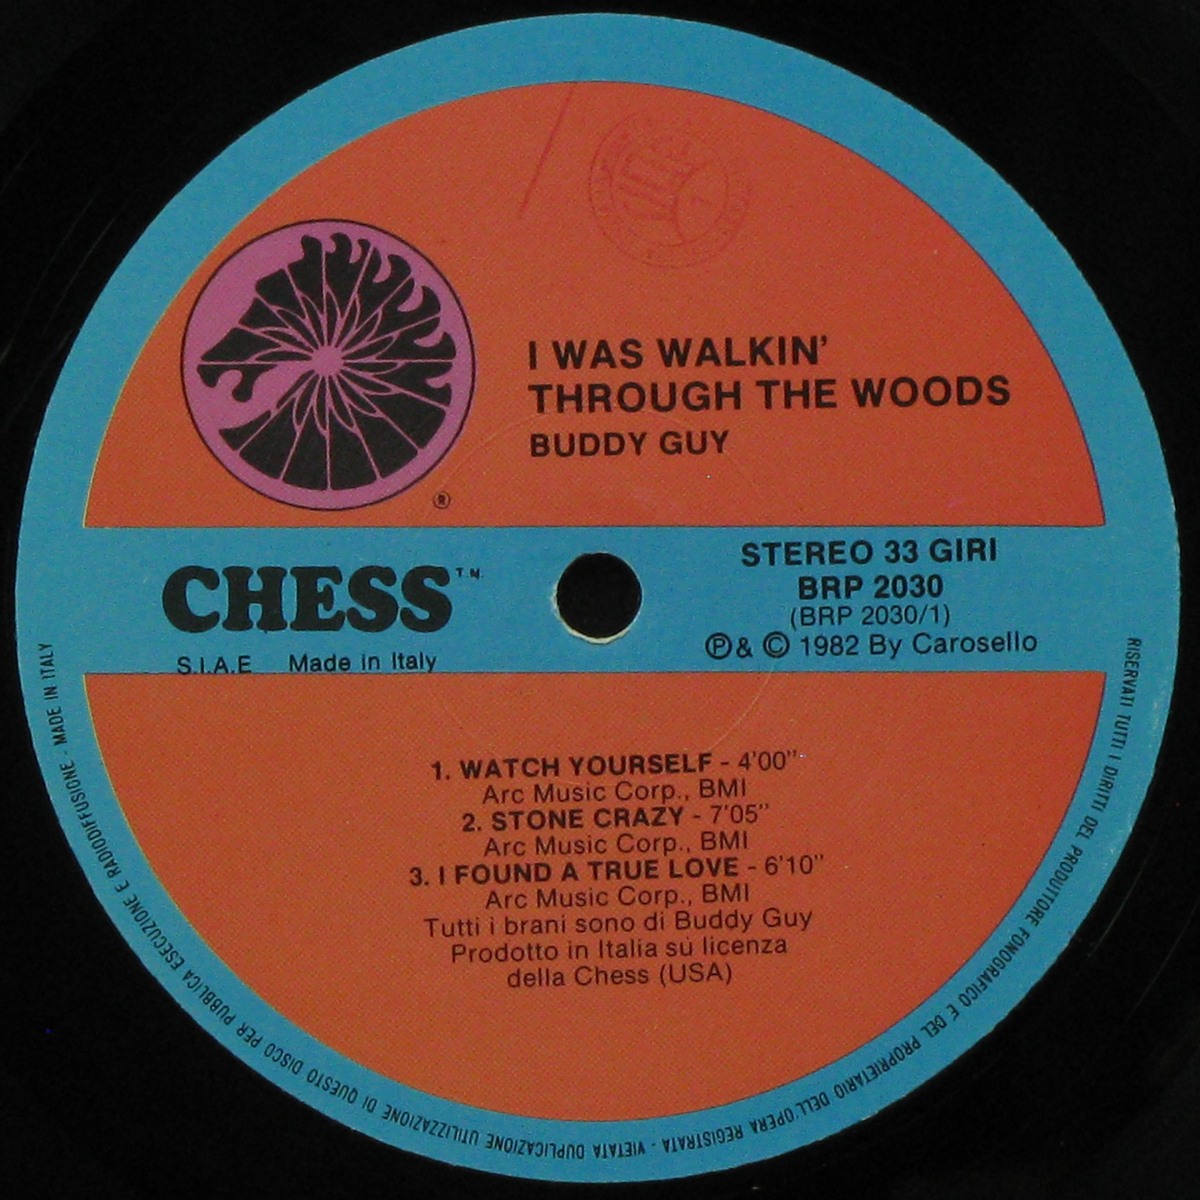 I WAS WALKIN'
THROUGH THE WOODS
BUDDY GUY
®
CHESS T.M.
S.I.A.E Made in Italy
STEREO 33 GIRI
BRP 2030
(BRP 2030/1)
℗ & © 1982 By Carosello
1. WATCH YOURSELF - 4'00"
Arc Music Corp., BMI
2. STONE CRAZY - 7'05"
Arc Music Corp., BMI
3. I FOUND A TRUE LOVE - 6'10"
Arc Music Corp., BMI
Tutti i brani sono di Buddy Guy
Prodotto in Italia su licenza
della Chess (USA)
RISERVATI TUTTI I DIRITTI DEL PRODUTTORE FONOGRAFICO E DEL PROPRIETARIO DELL'OPERA REGISTRATA - VIETATA DUPLICAZIONE UTILIZZAZIONE DI QUESTO DISCO PER PUBBLICA ESECUZIONE E RADIODIFFUSIONE - MADE IN ITALY